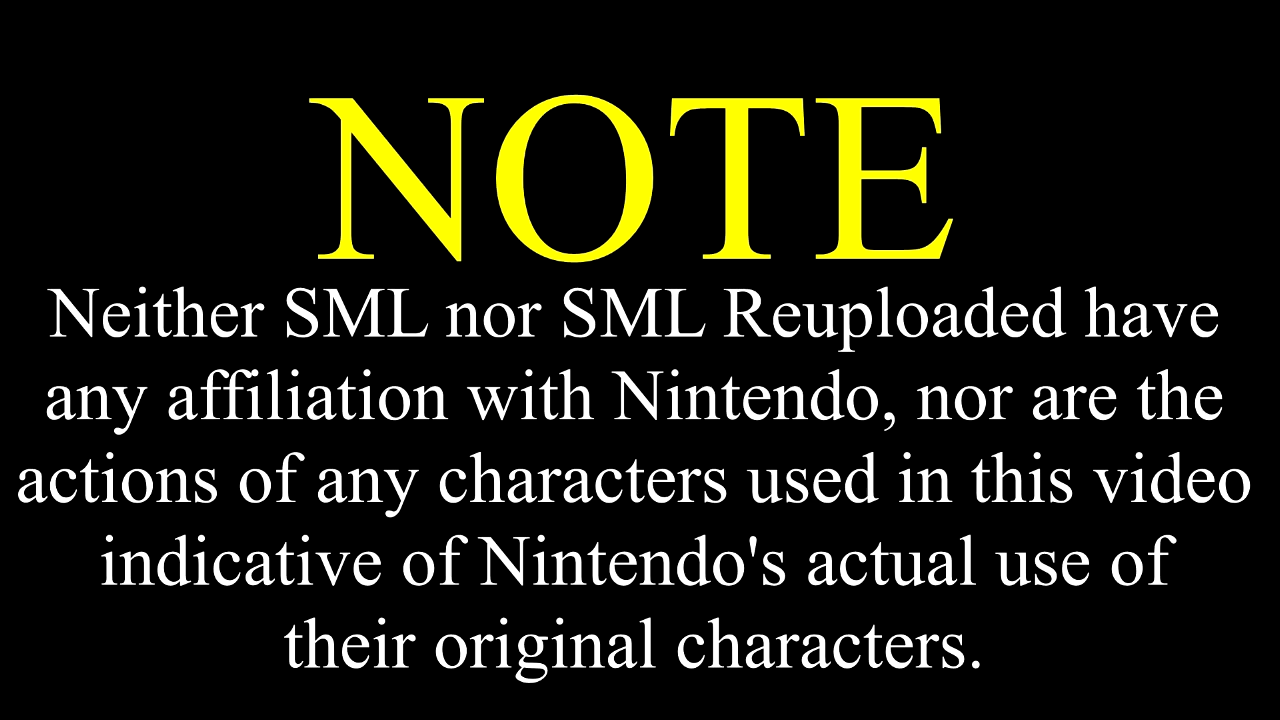 NOTE
Neither SML nor SML Reuploaded have
any affiliation with Nintendo, nor are the
actions of any characters used in this video
indicative of Nintendo's actual use of
their original characters.